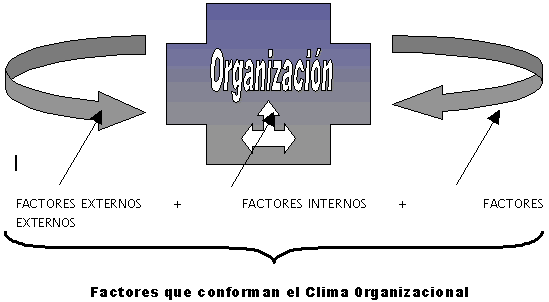 Organización
FACTORES EXTERNOS + FACTORES INTERNOS + FACTORES
EXTERNOS
Factores que conforman el Clima Organizacional